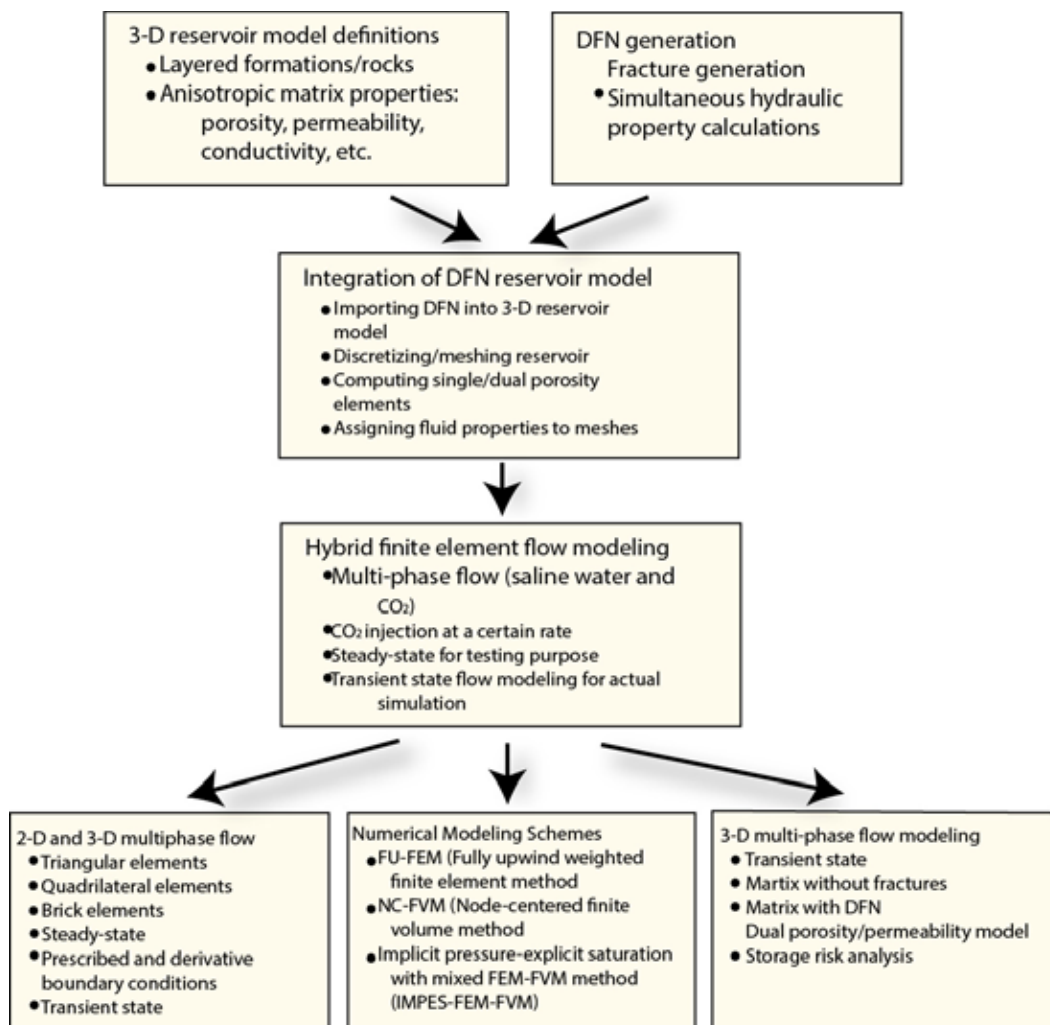 3-D reservoir model definitions
• Layered formations/rocks
• Anisotropic matrix properties:
porosity, permeability,
conductivity, etc.
DFN generation
Fracture generation
• Simultaneous hydraulic
property calculations
Integration of DFN reservoir model
• Importing DFN into 3-D reservoir
model
• Discretizing/meshing reservoir
• Computing single/dual porosity
elements
• Assigning fluid properties to meshes
Hybrid finite element flow modeling
• Multi-phase flow (saline water and
CO₂)
• CO₂ injection at a certain rate
• Steady-state for testing purpose
• Transient state flow modeling for actual
simulation
2-D and 3-D multiphase flow
• Triangular elements
• Quadrilateral elements
• Brick elements
• Steady-state
• Prescribed and derivative
boundary conditions
• Transient state
Numerical Modeling Schemes
• FU-FEM (Fully upwind weighted
finite element method
• NC-FVM (Node-centered finite
volume method
• Implicit pressure-explicit saturation
with mixed FEM-FVM method
(IMPES-FEM-FVM)
3-D multi-phase flow modeling
• Transient state
• Martix without fractures
• Matrix with DFN
Dual porosity/permeability model
• Storage risk analysis